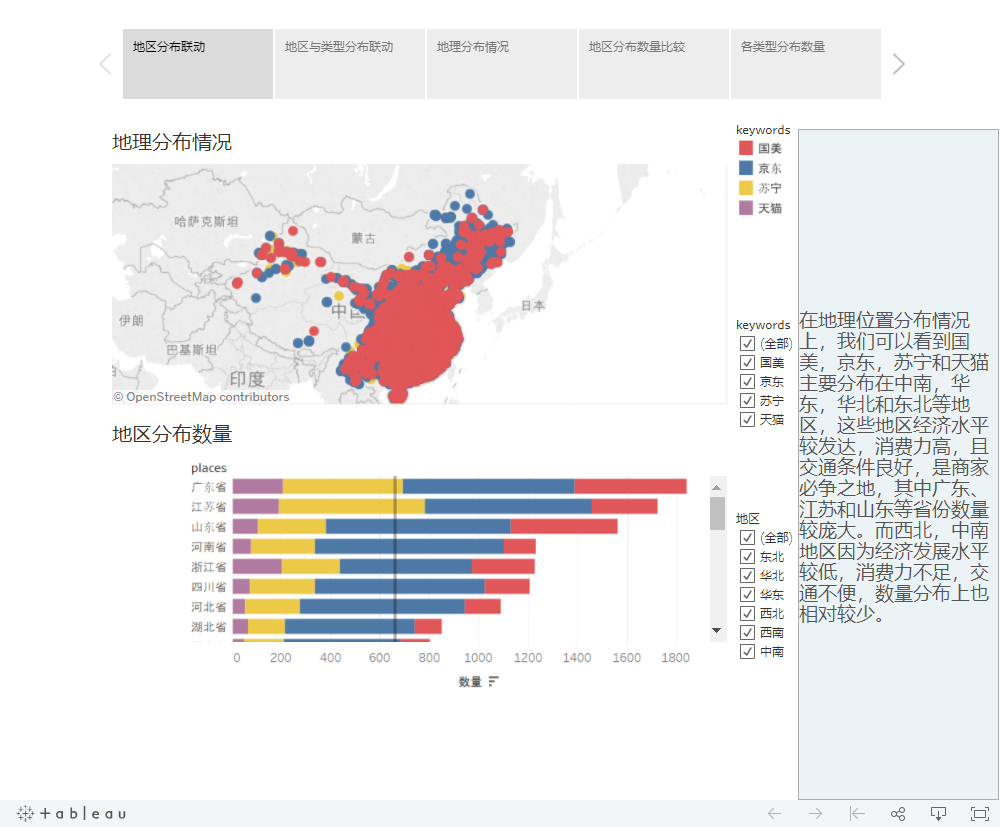 地区分布联动
地区与类型分布联动
地理分布情况
地区分布数量比较
各类型分布数量
地理分布情况
keywords
国美
京东
苏宁
天猫
哈萨克斯坦
蒙古
日本
伊朗
巴基斯坦
印度
© OpenStreetMap contributors
keywords
(全部)
国美
京东
苏宁
天猫
地区分布数量
places
广东省
江苏省
山东省
河南省
浙江省
四川省
河北省
湖北省
0 200 400 600 800 1000 1200 1400 1600 1800
数量
地区
(全部)
东北
华北
华东
西北
西南
中南
在地理位置分布情况
上，我们可以看到国
美，京东，苏宁和天猫
主要分布在中南，华
东，华北和东北等地
区，这些地区经济水平
较发达，消费力高，且
交通条件良好，是商家
必争之地，其中广东、
江苏和山东等省份数量
较庞大。而西北，中南
地区因为经济发展水平
较低，消费力不足，交
通不便，数量分布上也
相对较少。
+ableau